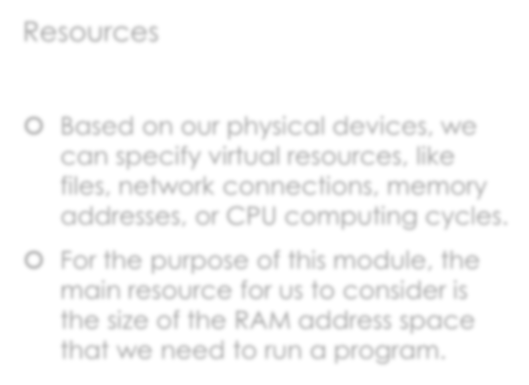 Resources
Based on our physical devices, we
can specify virtual resources, like
files, network connections, memory
addresses, or CPU computing cycles.
For the purpose of this module, the
main resource for us to consider is
the size of the RAM address space
that we need to run a program.